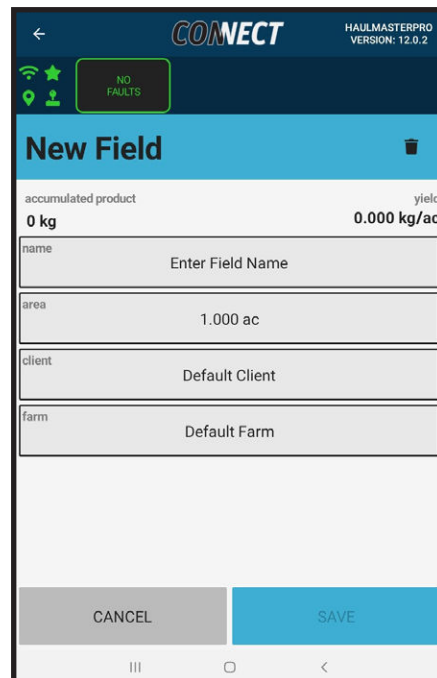 CONNECT
HAULMASTERPRO
VERSION: 12.0.2
NO
FAULTS
New Field
accumulated product
yield
0 kg
0.000 kg/ac
name
Enter Field Name
area
1.000 ac
client
Default Client
farm
Default Farm
CANCEL
SAVE